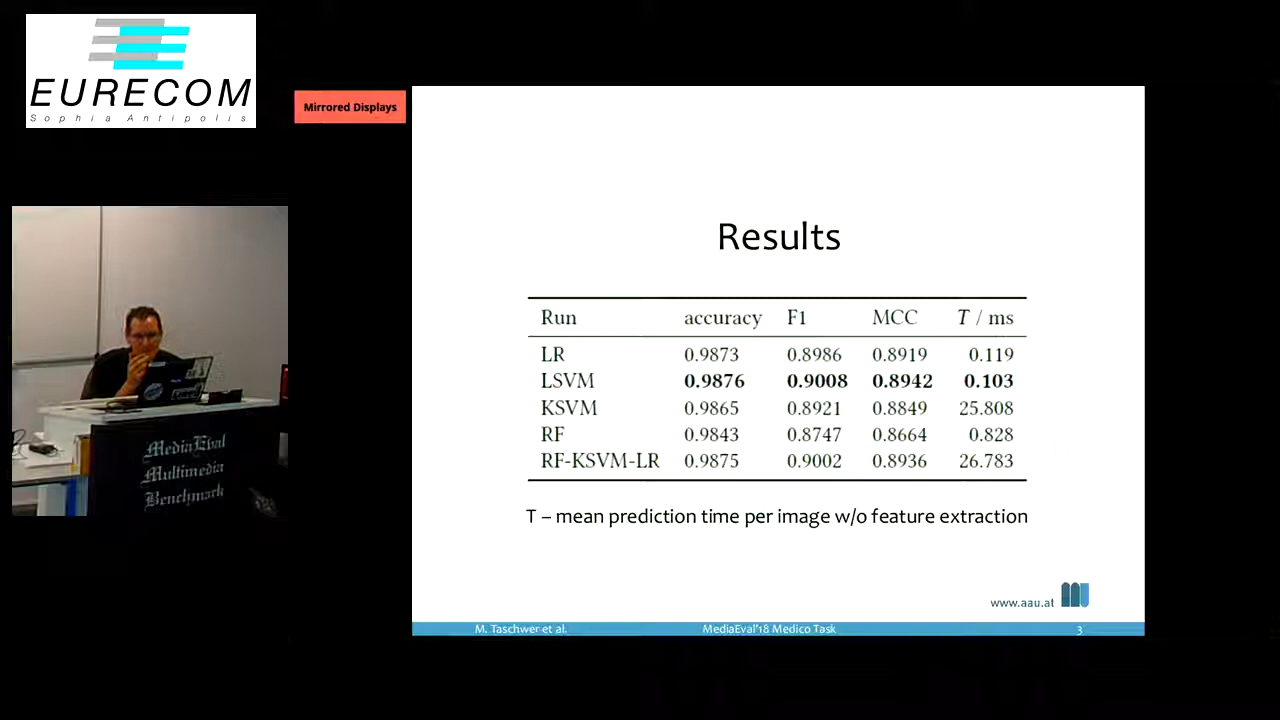 EURECOM
Sophia Antipolis
Mirrored Displays
Results
Run accuracy F1 MCC T / ms
LR 0.9873 0.8986 0.8919 0.119
LSVM 0.9876 0.9008 0.8942 0.103
KSVM 0.9865 0.8921 0.8849 25.808
RF 0.9843 0.8747 0.8664 0.828
RF-KSVM-LR 0.9875 0.9002 0.8936 26.783
T – mean prediction time per image w/o feature extraction
www.aau.at
M. Taschwer et al. MediaEval'18 Medico Task 3
MediaEval
Multimedia
Benchmark